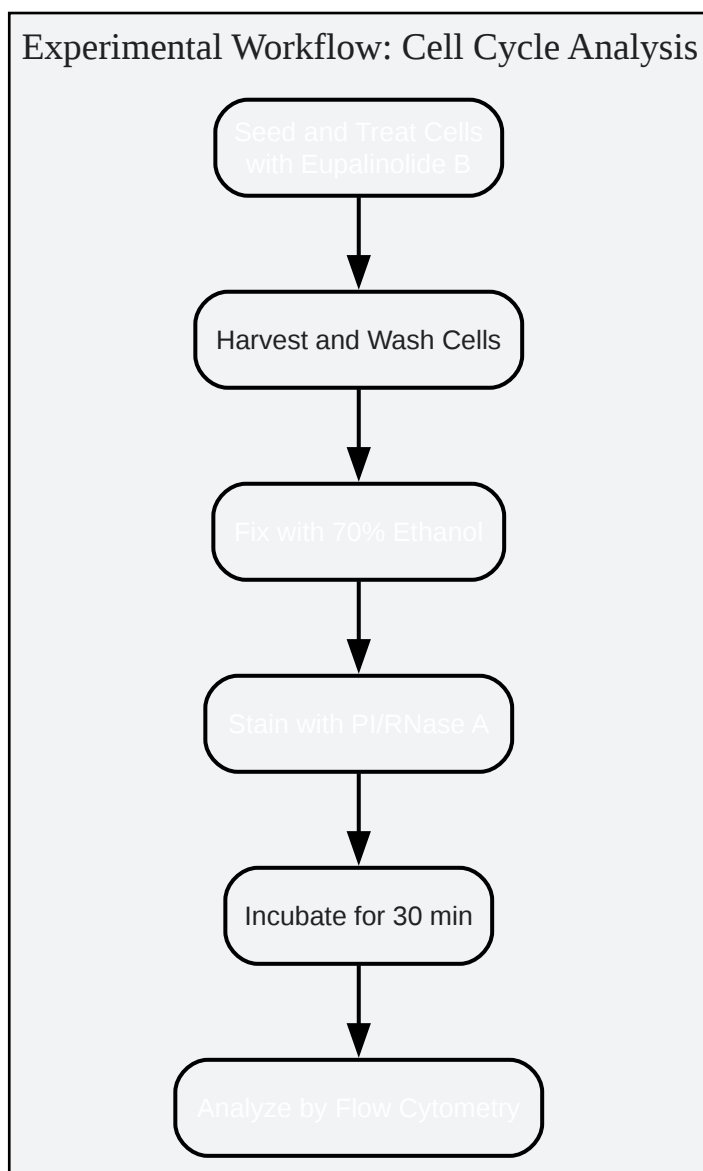 Experimental Workflow: Cell Cycle Analysis
Seed and Treat Cells
with Eupalinolide B
Harvest and Wash Cells
Fix with 70% Ethanol
Stain with PI/RNase A
Incubate for 30 min
Analyze by Flow Cytometry